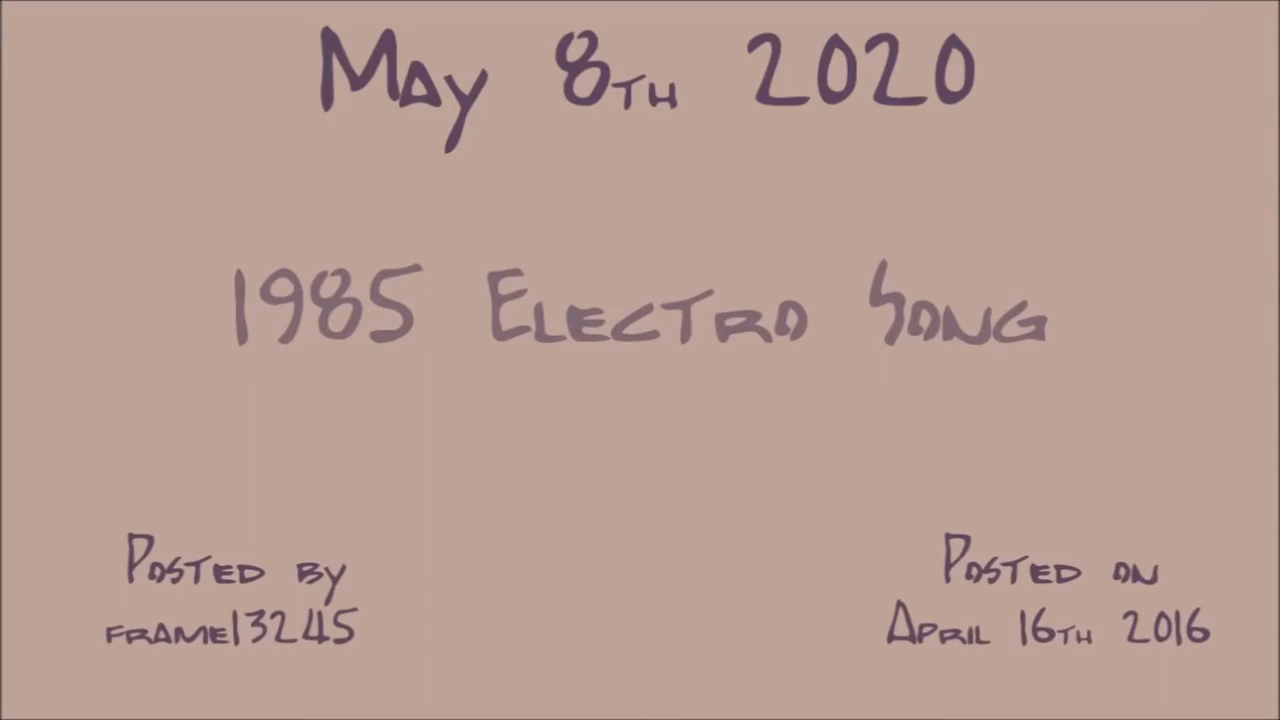 May 8th 2020
1985 Electro Song
Posted by
frame13245
Posted on
April 16th 2016